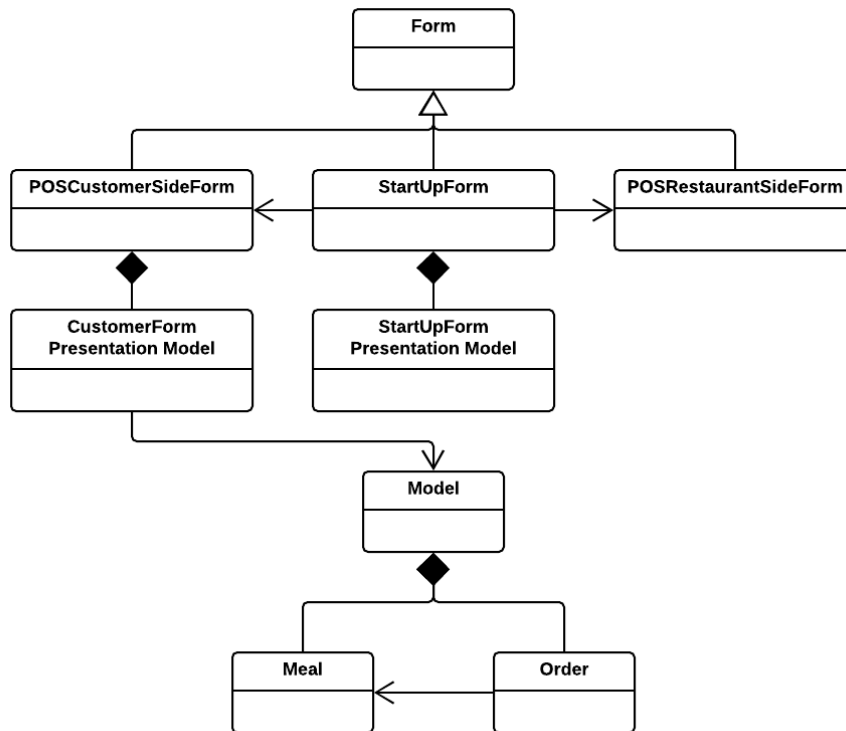 Form
POSCustomerSideForm
StartUpForm
POSRestaurantSideForm
CustomerForm
Presentation Model
StartUpForm
Presentation Model
Model
Meal
Order